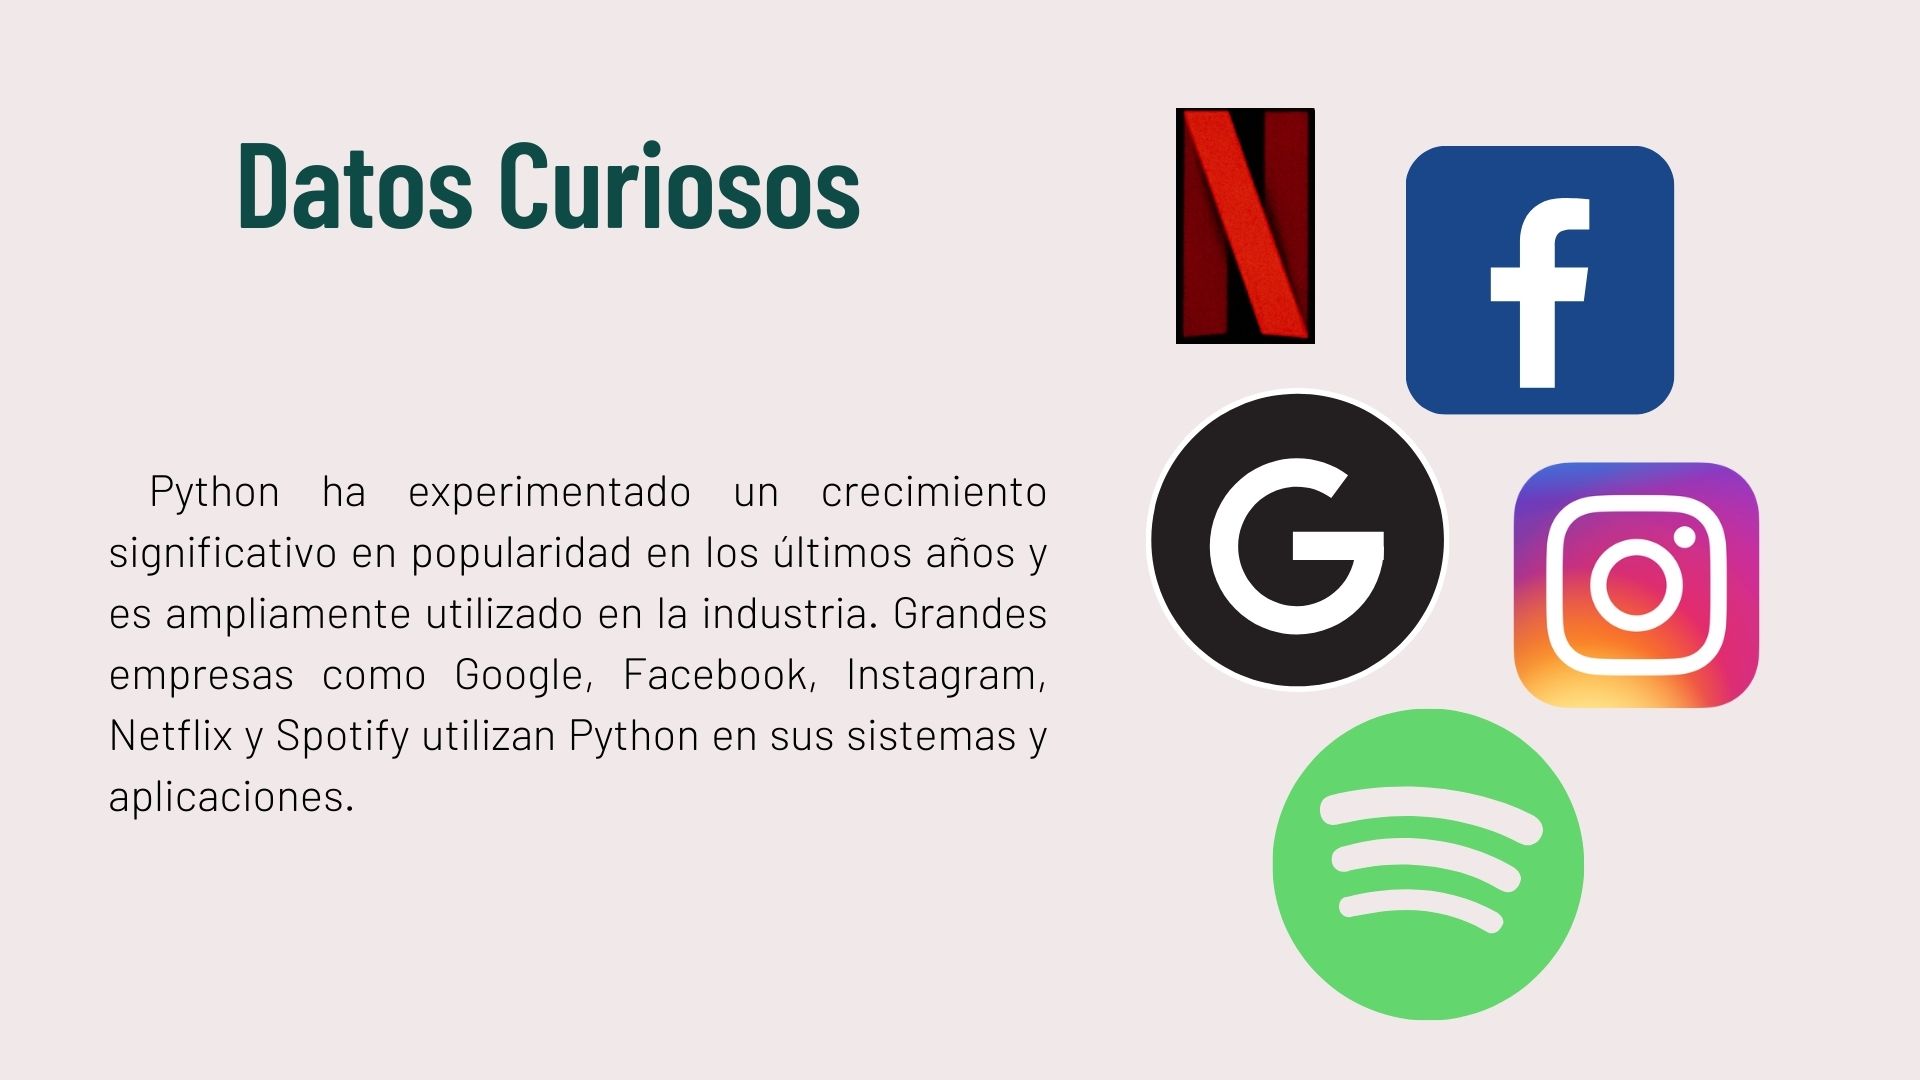 Datos Curiosos
Python ha experimentado un crecimiento
significativo en popularidad en los últimos años y
es ampliamente utilizado en la industria. Grandes
empresas como Google, Facebook, Instagram,
Netflix y Spotify utilizan Python en sus sistemas y
aplicaciones.
N
f
G